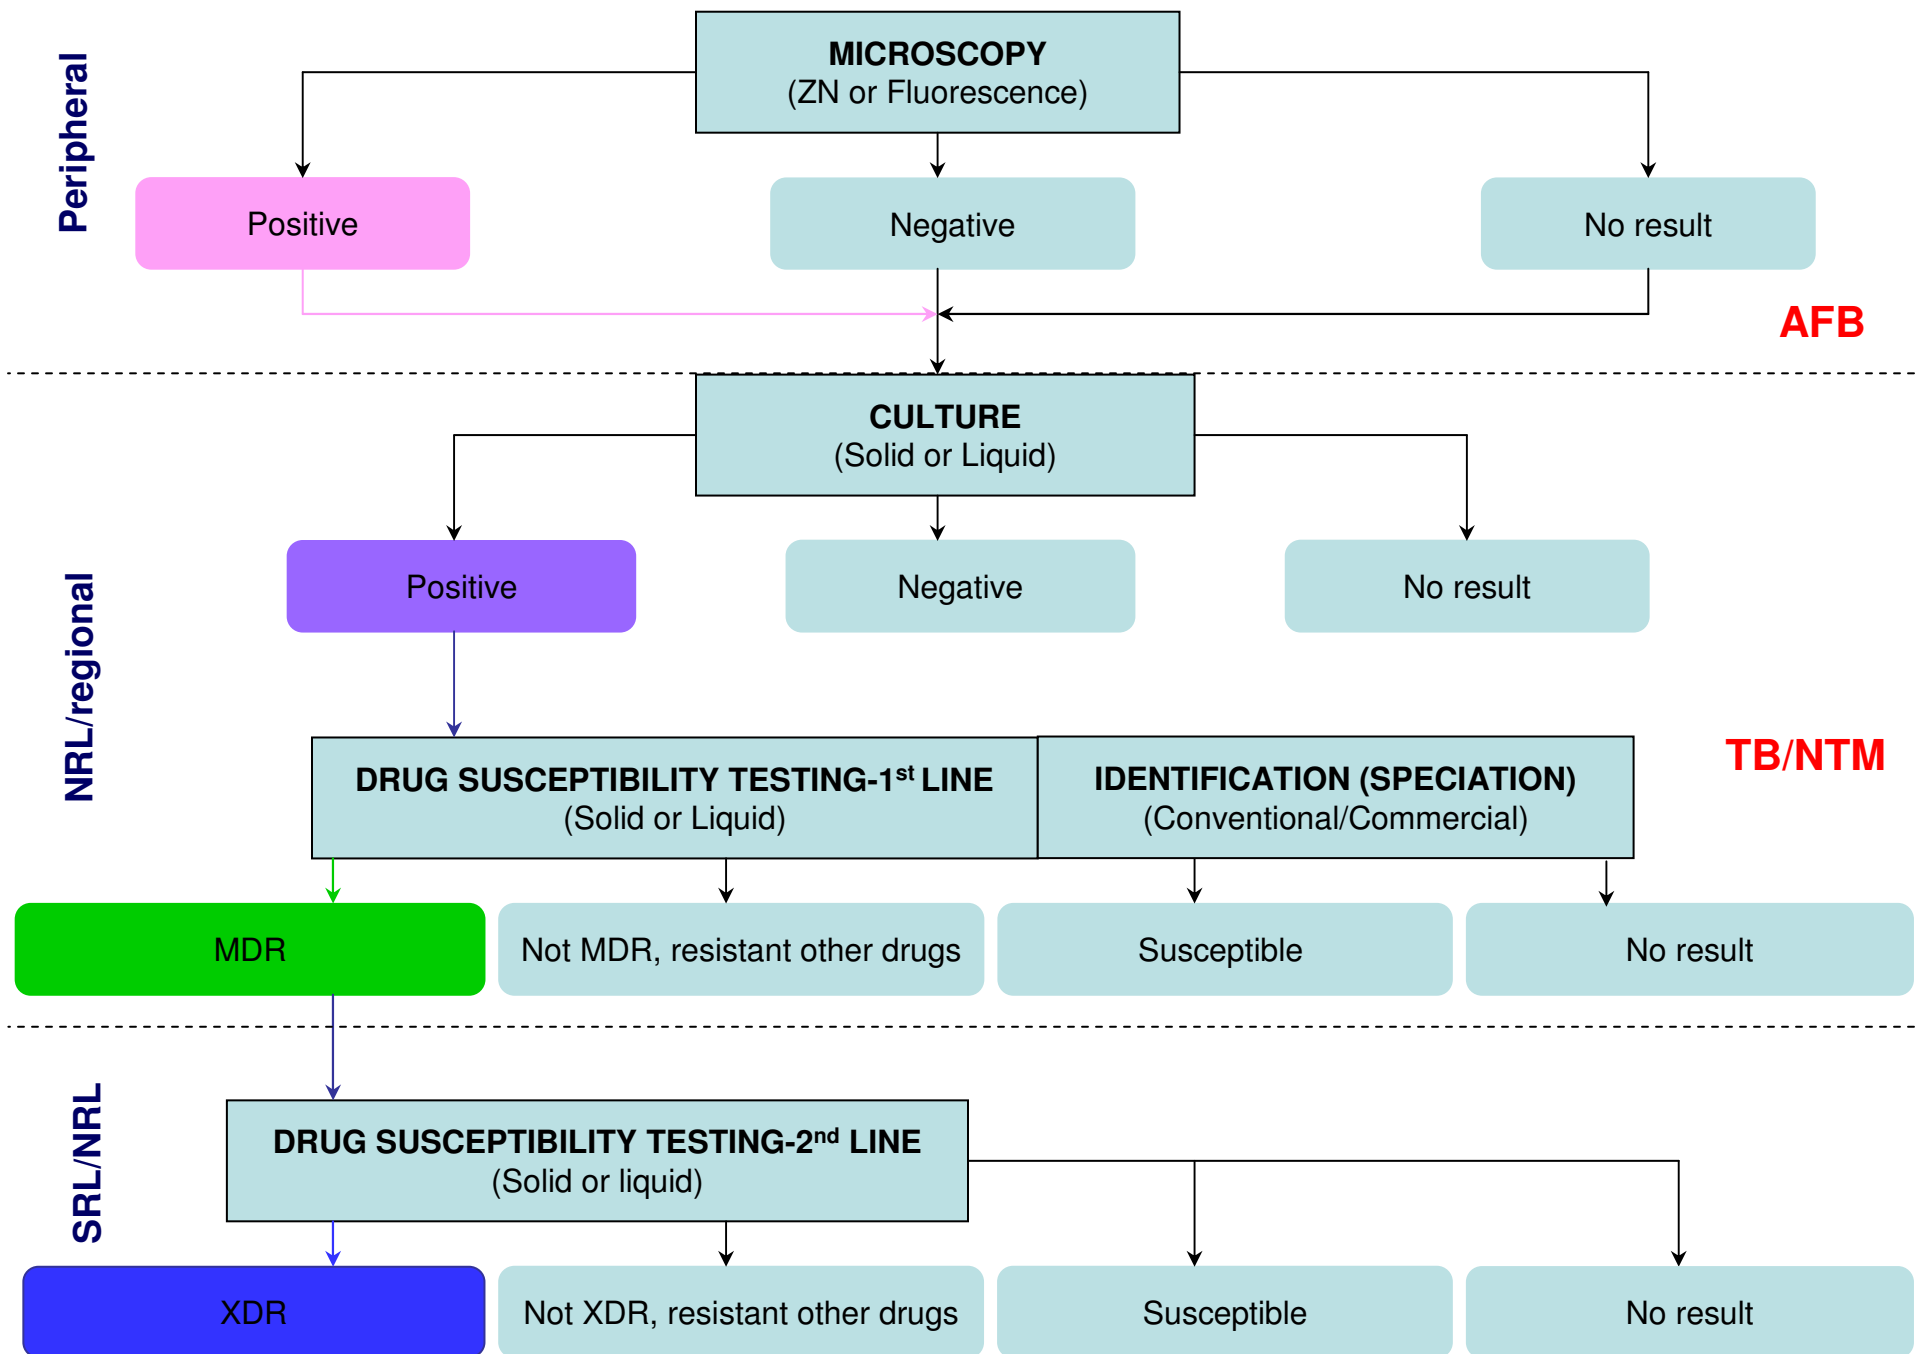 Peripheral
MICROSCOPY
(ZN or Fluorescence)
Positive
Negative
No result
AFB
NRL/regional
CULTURE
(Solid or Liquid)
Positive
Negative
No result
DRUG SUSCEPTIBILITY TESTING-1st LINE
(Solid or Liquid)
IDENTIFICATION (SPECIATION)
(Conventional/Commercial)
TB/NTM
MDR
Not MDR, resistant other drugs
Susceptible
No result
SRL/NRL
DRUG SUSCEPTIBILITY TESTING-2nd LINE
(Solid or liquid)
XDR
Not XDR, resistant other drugs
Susceptible
No result